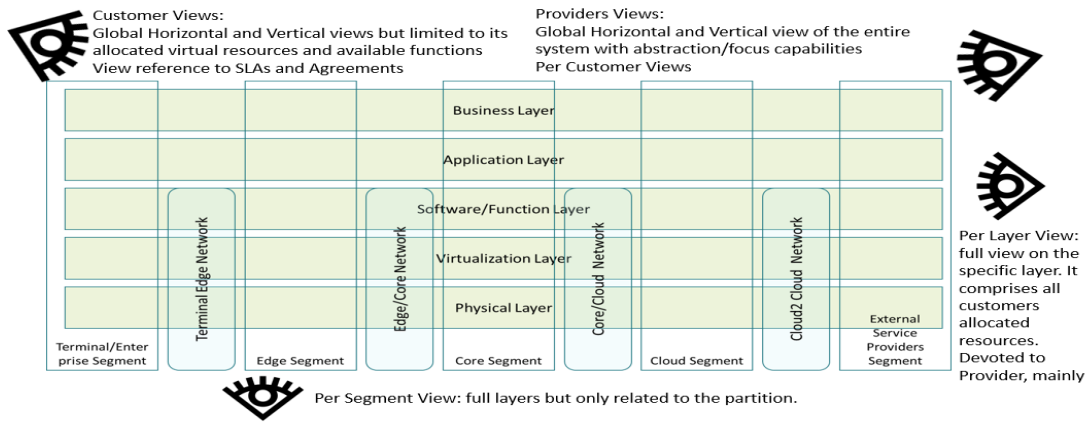 Customer Views:
Global Horizontal and Vertical views but limited to its
allocated virtual resources and available functions
View reference to SLAs and Agreements
Providers Views:
Global Horizontal and Vertical view of the entire
system with abstraction/focus capabilities
Per Customer Views
Business Layer
Application Layer
Software/Function Layer
Virtualization Layer
Physical Layer
Terminal Edge Network
Edge/Core Network
Core/Cloud Network
Cloud2 Cloud Network
Terminal/Enter
prise Segment
Edge Segment
Core Segment
Cloud Segment
External
Service
Providers
Segment
Per Layer View:
full view on the
specific layer. It
comprises all
customers
allocated
resources.
Devoted to
Provider, mainly
Per Segment View: full layers but only related to the partition.